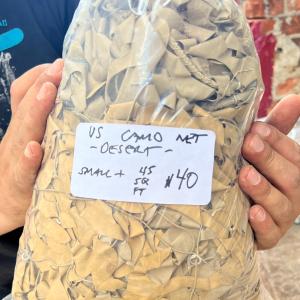 US CAMO NET
- DESERT -
SMALL + 45
SQ
FT
$40